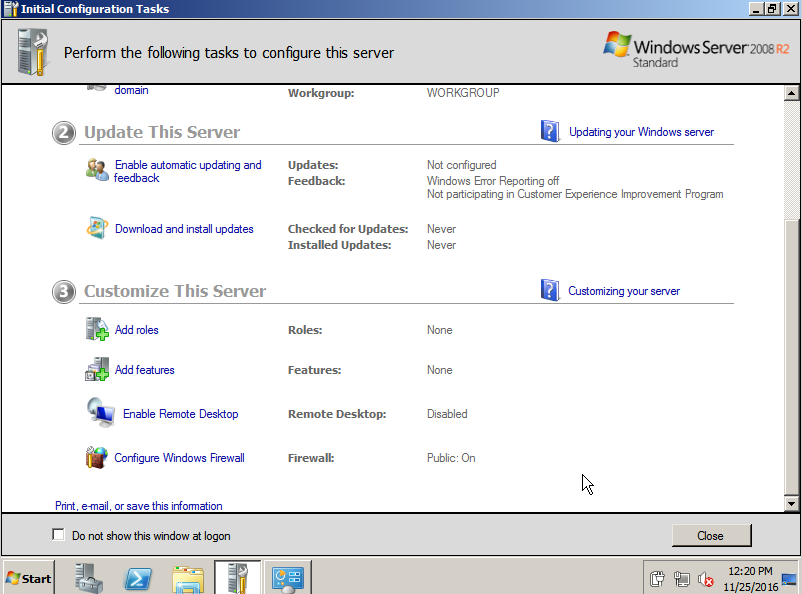 Initial Configuration Tasks
Perform the following tasks to configure this server
Windows Server 2008 R2
Standard
domain
Workgroup: WORKGROUP
2 Update This Server
? Updating your Windows server
Enable automatic updating and
feedback
Updates: Not configured
Feedback: Windows Error Reporting off
Not participating in Customer Experience Improvement Program
Download and install updates
Checked for Updates: Never
Installed Updates: Never
3 Customize This Server
? Customizing your server
Add roles
Roles: None
Add features
Features: None
Enable Remote Desktop
Remote Desktop: Disabled
Configure Windows Firewall
Firewall: Public: On
Print, e-mail, or save this information
Do not show this window at logon
Close
Start
12:20 PM
11/25/2016